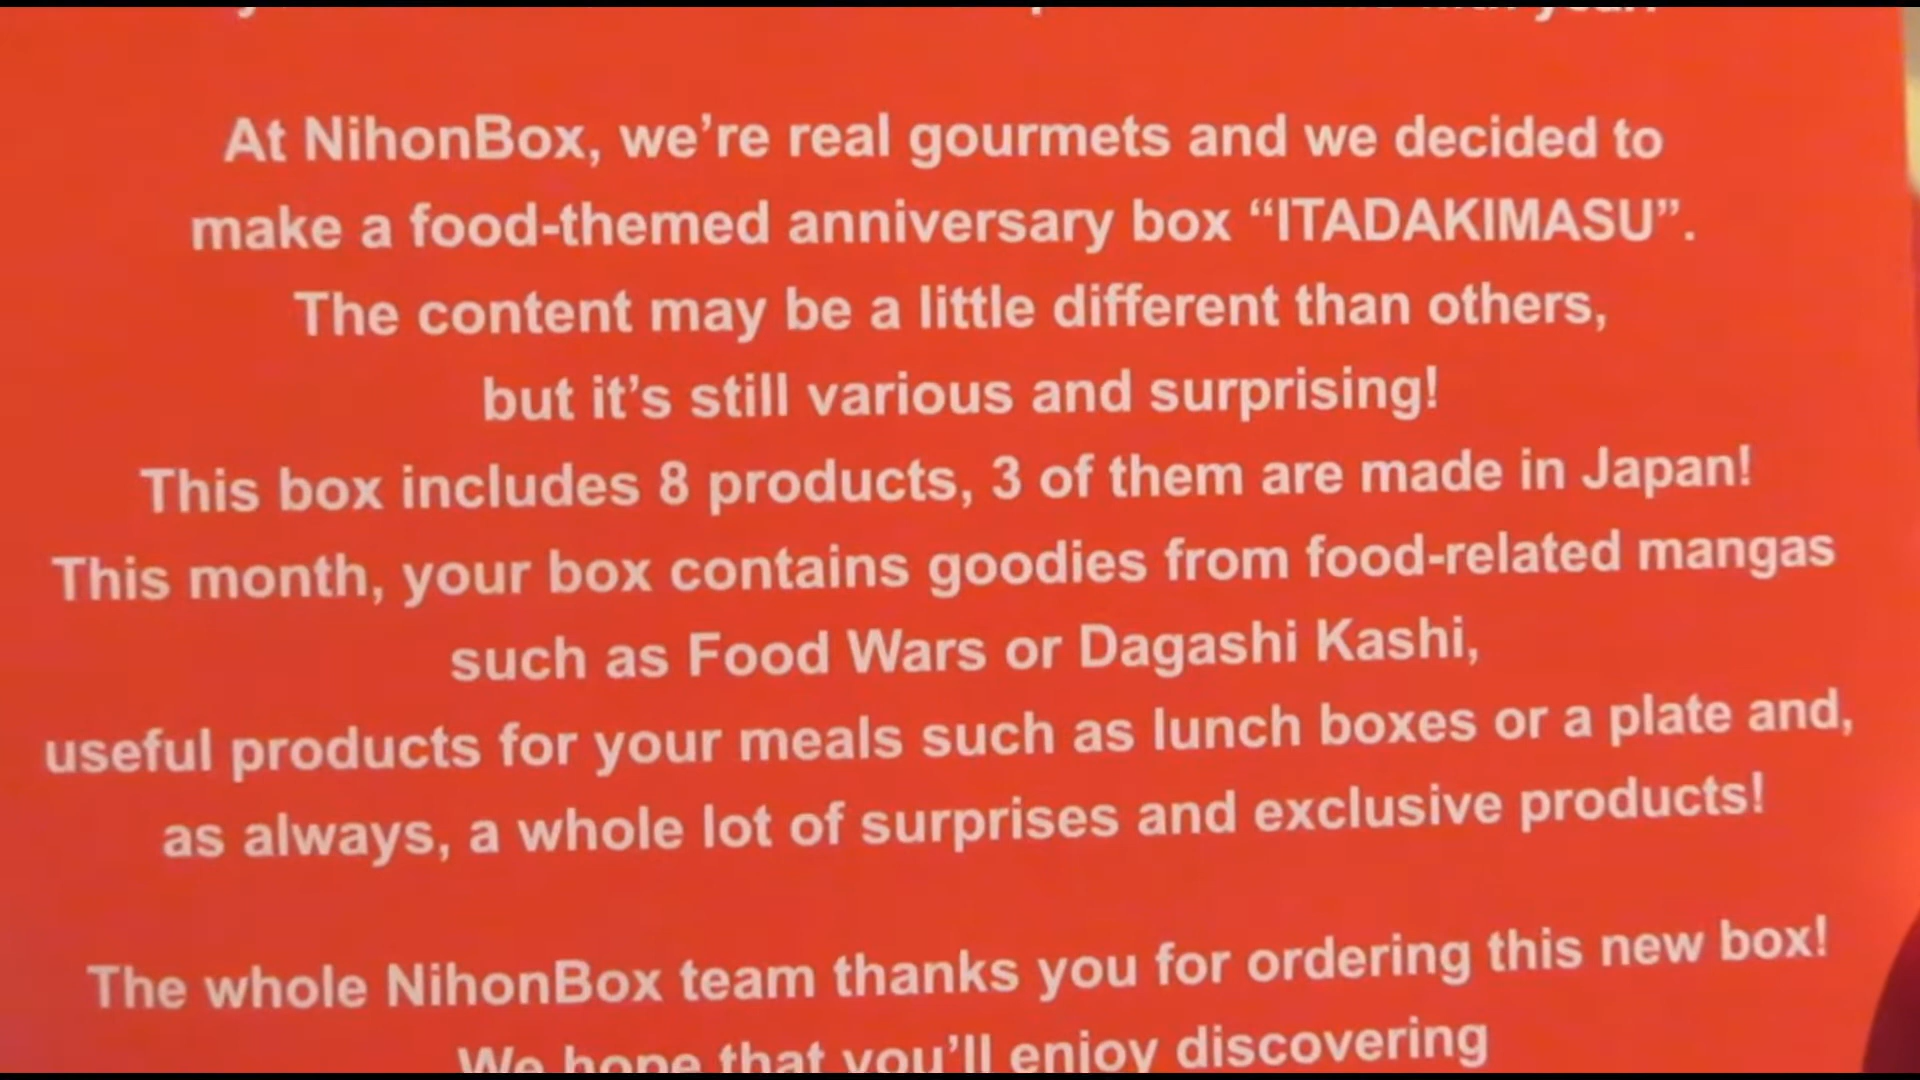 At NihonBox, we’re real gourmets and we decided to
make a food-themed anniversary box “ITADAKIMASU”.
The content may be a little different than others,
but it’s still various and surprising!
This box includes 8 products, 3 of them are made in Japan!
This month, your box contains goodies from food-related mangas
such as Food Wars or Dagashi Kashi,
useful products for your meals such as lunch boxes or a plate and,
as always, a whole lot of surprises and exclusive products!
The whole NihonBox team thanks you for ordering this new box!
We hope that you’ll enjoy discovering